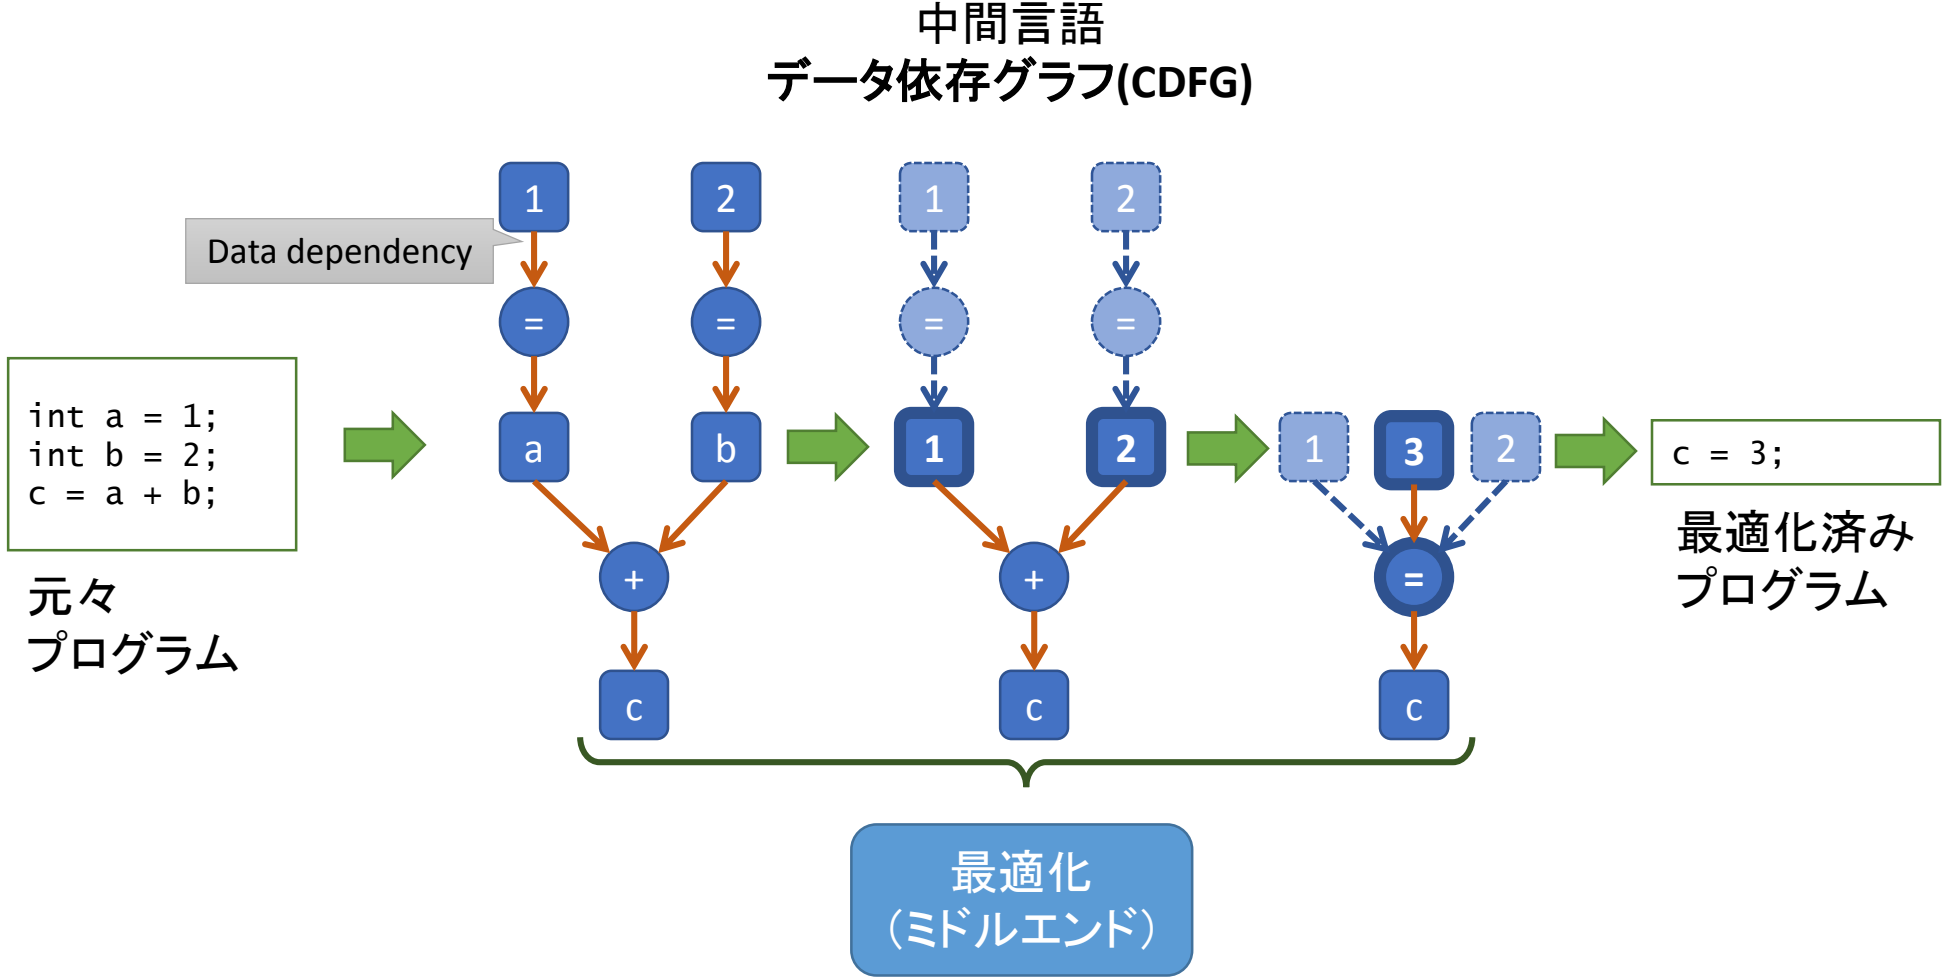 中間言語
データ依存グラフ(CDFG)
1
2
1
2
Data dependency
=
=
=
=
int a = 1;
int b = 2;
c = a + b;
a
b
1
2
1
3
2
c = 3;
元々
プログラム
+
+
=
最適化済み
プログラム
c
c
c
最適化
（ミドルエンド）